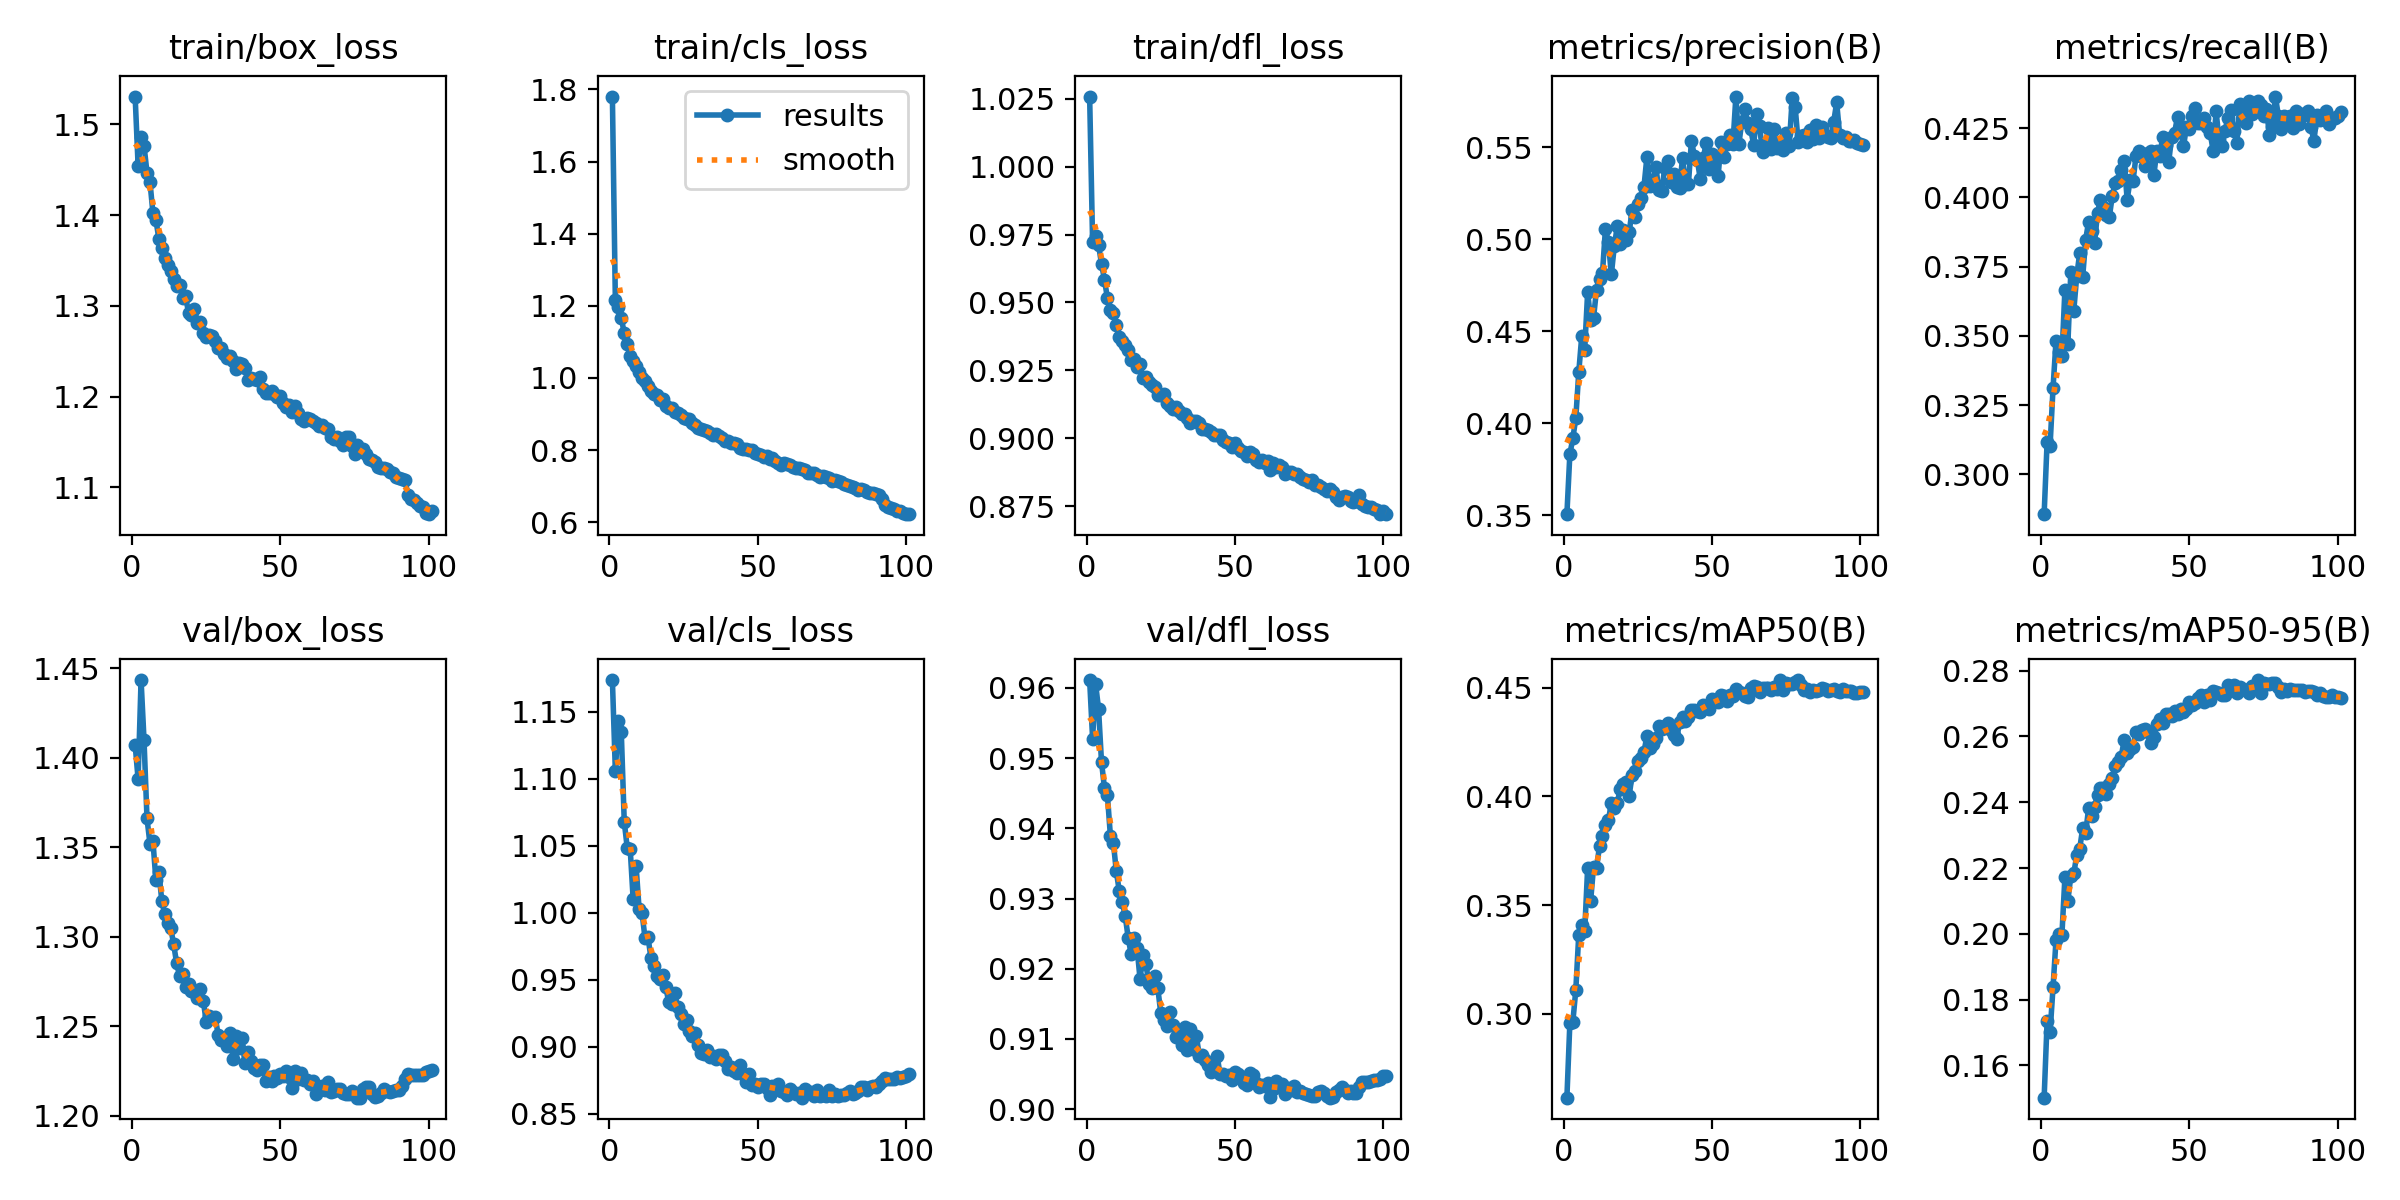 train/box_loss
1.5
1.4
1.3
1.2
1.1
0 50 100
train/cls_loss
results
smooth
1.8
1.6
1.4
1.2
1.0
0.8
0.6
0 50 100
train/dfl_loss
1.025
1.000
0.975
0.950
0.925
0.900
0.875
0 50 100
metrics/precision(B)
0.55
0.50
0.45
0.40
0.35
0 50 100
metrics/recall(B)
0.425
0.400
0.375
0.350
0.325
0.300
0 50 100
val/box_loss
1.45
1.40
1.35
1.30
1.25
1.20
0 50 100
val/cls_loss
1.15
1.10
1.05
1.00
0.95
0.90
0.85
0 50 100
val/dfl_loss
0.96
0.95
0.94
0.93
0.92
0.91
0.90
0 50 100
metrics/mAP50(B)
0.45
0.40
0.35
0.30
0 50 100
metrics/mAP50-95(B)
0.28
0.26
0.24
0.22
0.20
0.18
0.16
0 50 100